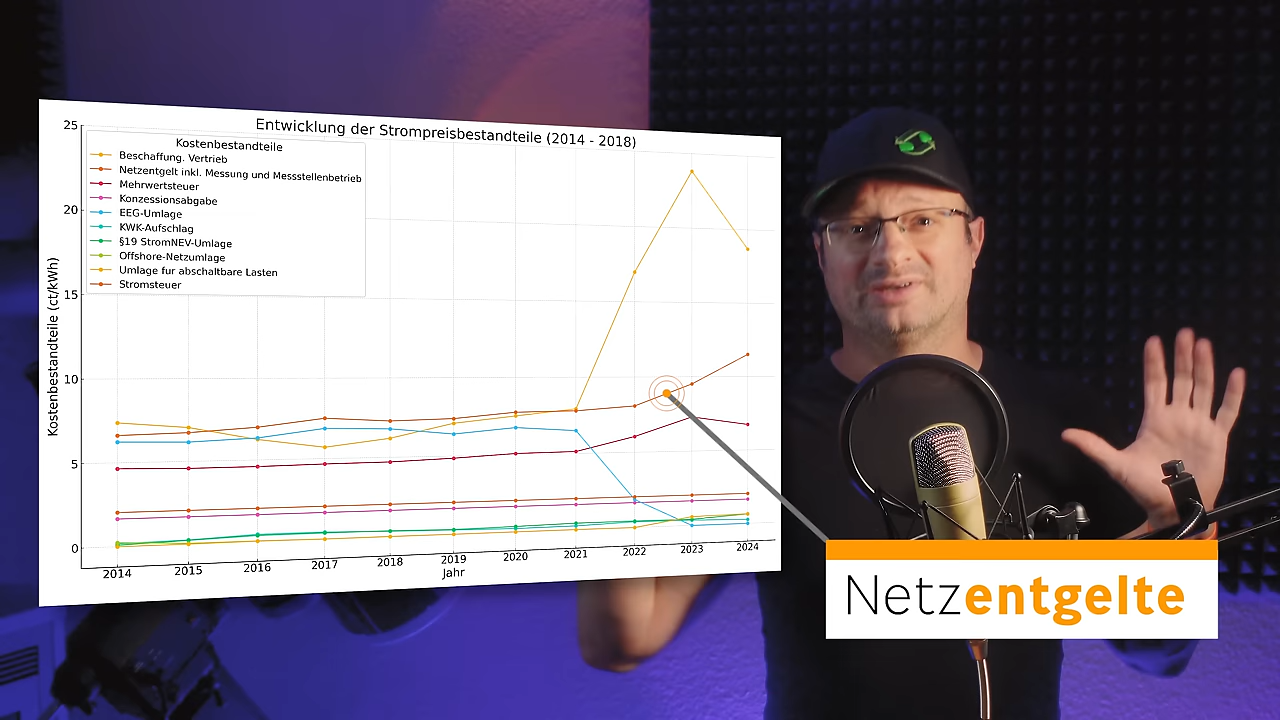 Entwicklung der Strompreisbestandteile (2014 - 2018)
Kostenbestandteile
Beschaffung. Vertrieb
Netzentgelt inkl. Messung und Messstellenbetrieb
Mehrwertsteuer
Konzessionsabgabe
EEG-Umlage
KWK-Aufschlag
§19 StromNEV-Umlage
Offshore-Netzumlage
Umlage fur abschaltbare Lasten
Stromsteuer
Kostenbestandteile (ct/kWh)
25
20
15
10
5
0
2014 2015 2016 2017 2018 2019 2020 2021 2022 2023 2024
Jahr
Netzentgelte